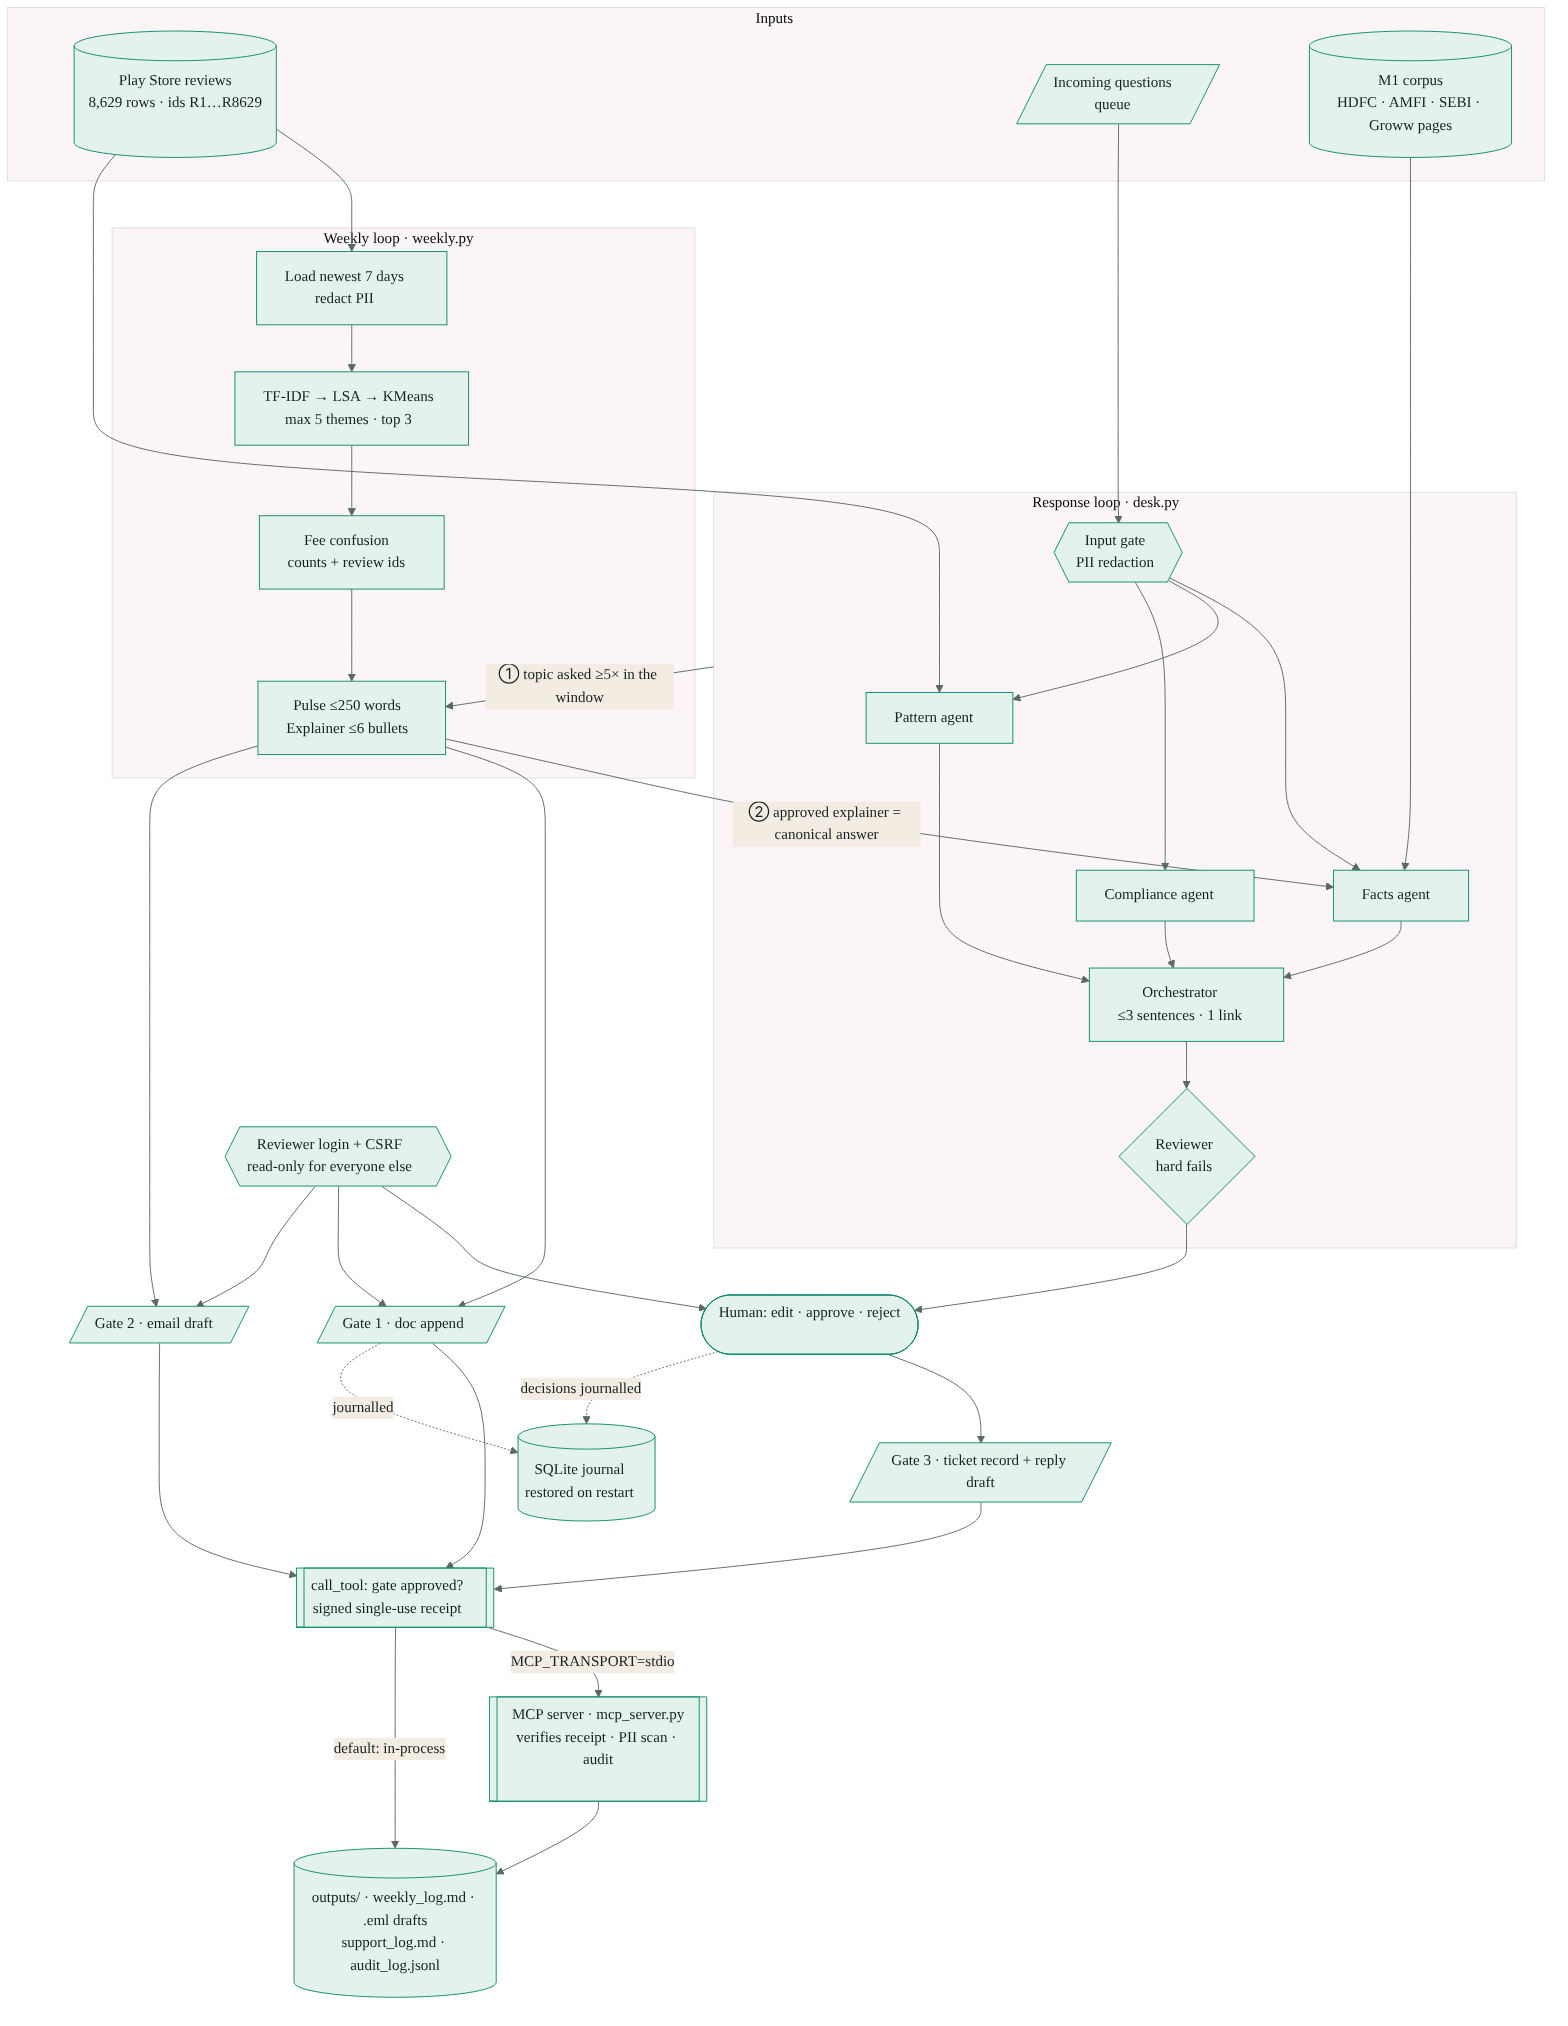 Inputs
Play Store reviews
8,629 rows · ids R1…R8629
Incoming questions
queue
M1 corpus
HDFC · AMFI · SEBI ·
Groww pages
Weekly loop · weekly.py
Load newest 7 days
redact PII
TF-IDF → LSA → KMeans
max 5 themes · top 3
Fee confusion
counts + review ids
Pulse ≤250 words
Explainer ≤6 bullets
① topic asked ≥5× in the
window
Response loop · desk.py
Input gate
PII redaction
Pattern agent
② approved explainer =
canonical answer
Compliance agent
Facts agent
Orchestrator
≤3 sentences · 1 link
Reviewer
hard fails
Reviewer login + CSRF
read-only for everyone else
Gate 2 · email draft
Gate 1 · doc append
Human: edit · approve · reject
journalled
decisions journalled
SQLite journal
restored on restart
Gate 3 · ticket record + reply
draft
call_tool: gate approved?
signed single-use receipt
MCP_TRANSPORT=stdio
MCP server · mcp_server.py
verifies receipt · PII scan ·
audit
default: in-process
outputs/ · weekly_log.md ·
.eml drafts
support_log.md ·
audit_log.jsonl